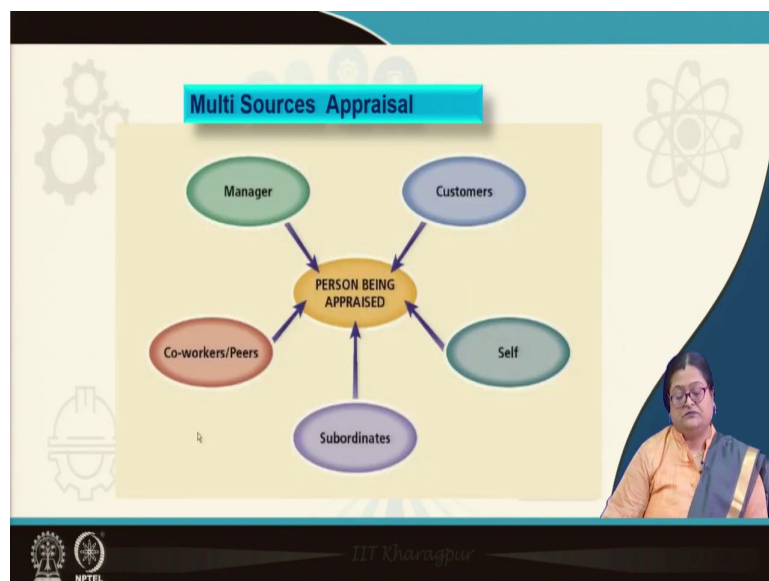 Multi Sources Appraisal
Manager
Customers
PERSON BEING
APPRAISED
Co-workers/Peers
Self
Subordinates
IIT Kharagpur
NPTEL